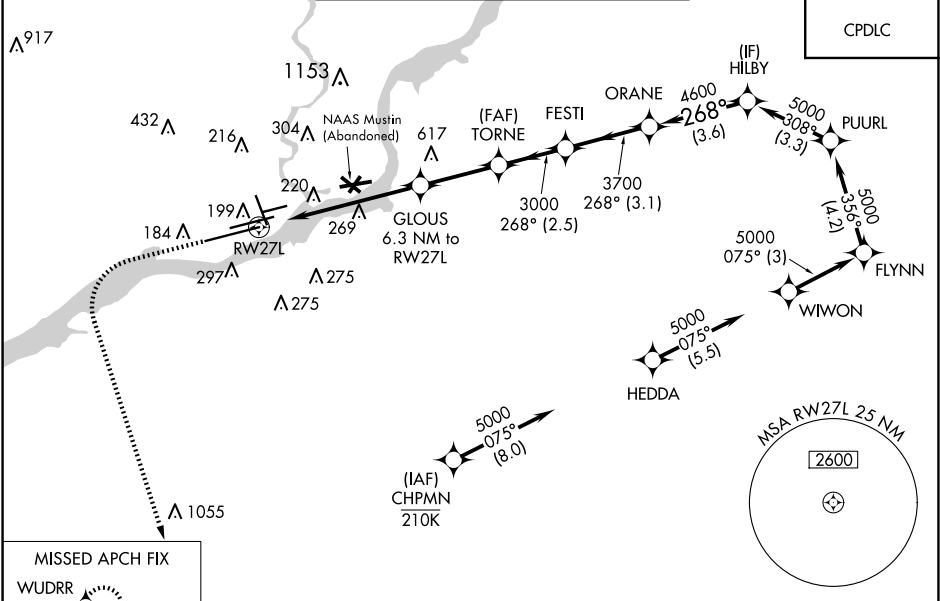 CPDLC
917
1153
432
216
304
NAAS Mustin
(Abandoned)
617
220
199
184
269
297
275
275
RW27L
GLOUS
6.3 NM to
RW27L
(FAF)
TORNE
FESTI
ORANE
(IF)
HILBY
4600
268°
(3.6)
3700
268° (3.1)
3000
268° (2.5)
5000
308°
(3.3)
PUURL
5000
356°
(4.2)
FLYNN
5000
075° (3)
WIWON
5000
075°
(5.5)
HEDDA
5000
075°
(8.0)
(IAF)
CHPMN
210K
MSA RW27L 25 NM
2600
1055
MISSED APCH FIX
WUDRR